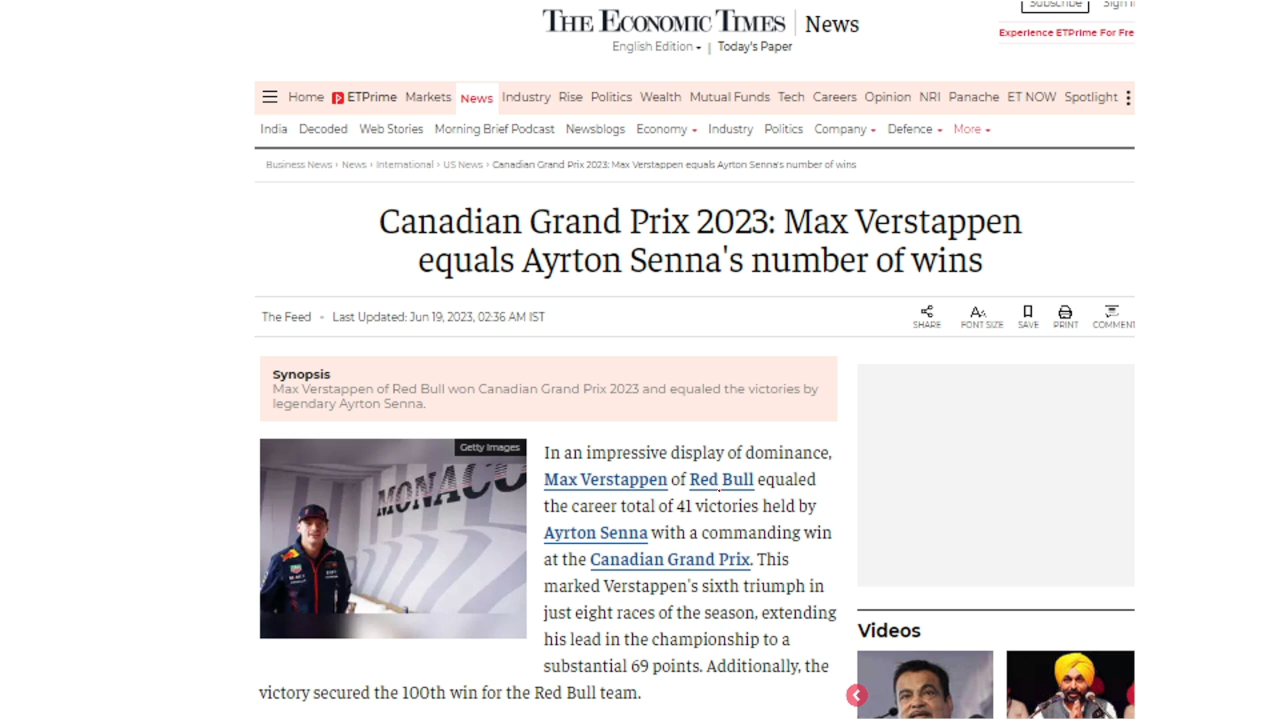 THE ECONOMIC TIMES | News
Subscribe
English Edition | Today's Paper
Experience ETPrime For Fre
Home ETPrime Markets News Industry Rise Politics Wealth Mutual Funds Tech Careers Opinion NRI Panache ET NOW Spotlight
India Decoded Web Stories Morning Brief Podcast Newsblogs Economy Industry Politics Company Defence More
Business News › News › International › US News › Canadian Grand Prix 2023: Max Verstappen equals Ayrton Senna's number of wins
Canadian Grand Prix 2023: Max Verstappen
equals Ayrton Senna's number of wins
The Feed • Last Updated: Jun 19, 2023, 02:36 AM IST
SHARE FONT SIZE SAVE PRINT COMMENT
Synopsis
Max Verstappen of Red Bull won Canadian Grand Prix 2023 and equaled the victories by
legendary Ayrton Senna.
Getty Images
MONACO
In an impressive display of dominance,
Max Verstappen of Red Bull equaled
the career total of 41 victories held by
Ayrton Senna with a commanding win
at the Canadian Grand Prix. This
marked Verstappen's sixth triumph in
just eight races of the season, extending
his lead in the championship to a
substantial 69 points. Additionally, the
victory secured the 100th win for the Red Bull team.
Videos